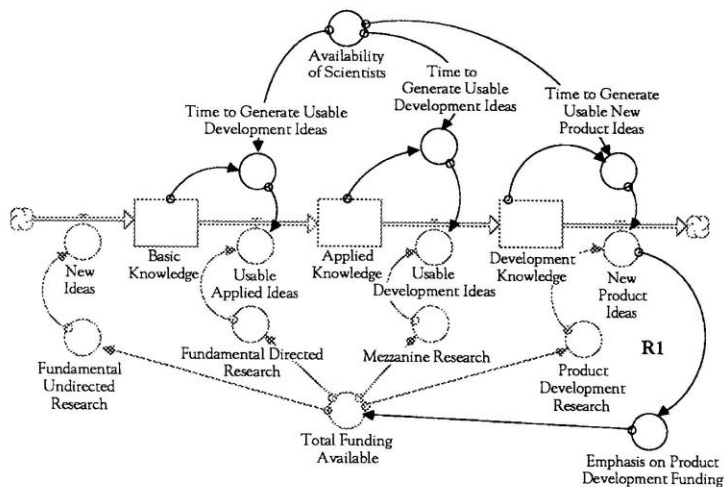 Availability
of Scientists
Time to
Generate Usable
Development Ideas
Time to Generate
Usable New
Product Ideas
Time to Generate Usable
Development Ideas
Basic
Knowledge
Applied
Knowledge
Development
Knowledge
New
Ideas
Usable
Applied Ideas
Usable
Development Ideas
New
Product
Ideas
Fundamental
Undirected
Research
Fundamental Directed
Research
Mezzanine Research
Product
Development
Research
R1
Total Funding
Available
Emphasis on Product
Development Funding